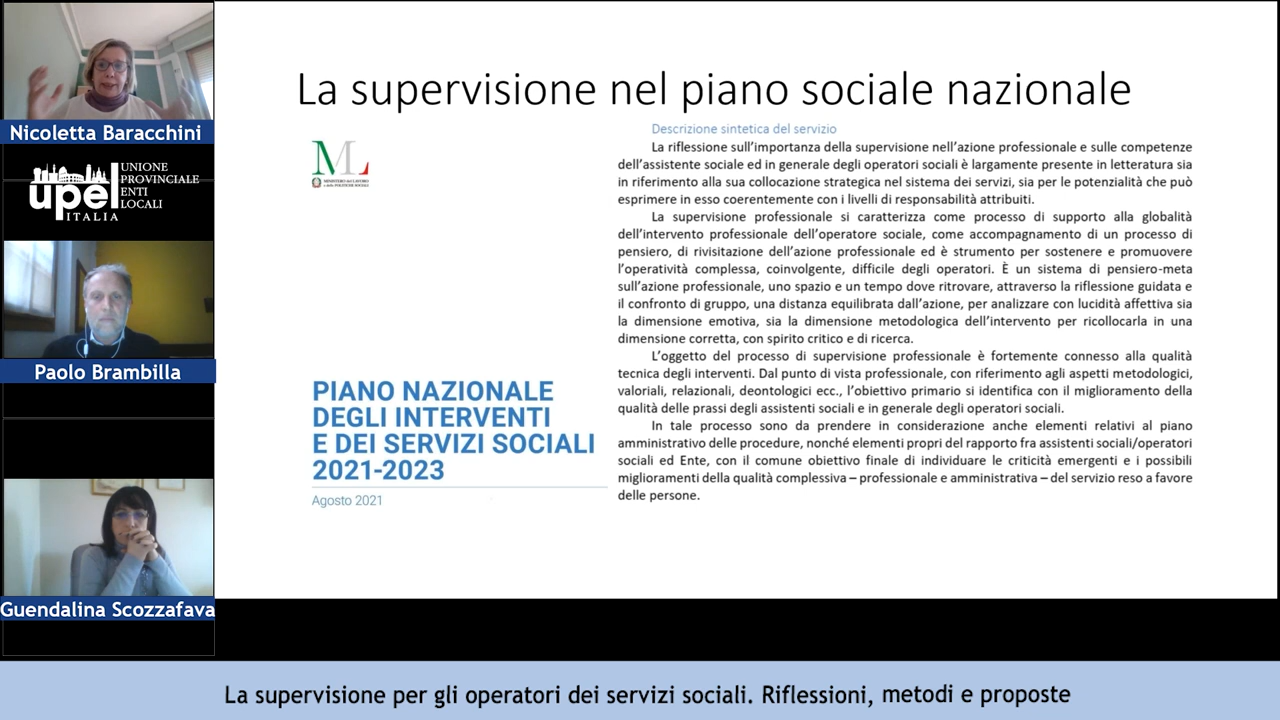 Nicoletta Baracchini
upel
ITALIA
UNIONE
PROVINCIALE
ENTI
LOCALI
Paolo Brambilla
Guendalina Scozzafava
La supervisione nel piano sociale nazionale
ML
MINISTERO del LAVORO
e delle POLITICHE SOCIALI
PIANO NAZIONALE
DEGLI INTERVENTI
E DEI SERVIZI SOCIALI
2021-2023
Agosto 2021
Descrizione sintetica del servizio
La riflessione sull’importanza della supervisione nell’azione professionale e sulle competenze
dell’assistente sociale ed in generale degli operatori sociali è largamente presente in letteratura sia
in riferimento alla sua collocazione strategica nel sistema dei servizi, sia per le potenzialità che può
esprimere in esso coerentemente con i livelli di responsabilità attribuiti.
La supervisione professionale si caratterizza come processo di supporto alla globalità
dell’intervento professionale dell’operatore sociale, come accompagnamento di un processo di
pensiero, di rivisitazione dell’azione professionale ed è strumento per sostenere e promuovere
l’operatività complessa, coinvolgente, difficile degli operatori. È un sistema di pensiero-meta
sull’azione professionale, uno spazio e un tempo dove ritrovare, attraverso la riflessione guidata e
il confronto di gruppo, una distanza equilibrata dall’azione, per analizzare con lucidità affettiva sia
la dimensione emotiva, sia la dimensione metodologica dell’intervento per ricollocarla in una
dimensione corretta, con spirito critico e di ricerca.
L’oggetto del processo di supervisione professionale è fortemente connesso alla qualità
tecnica degli interventi. Dal punto di vista professionale, con riferimento agli aspetti metodologici,
valoriali, relazionali, deontologici ecc., l’obiettivo primario si identifica con il miglioramento della
qualità delle prassi degli assistenti sociali e in generale degli operatori sociali.
In tale processo sono da prendere in considerazione anche elementi relativi al piano
amministrativo delle procedure, nonché elementi propri del rapporto fra assistenti sociali/operatori
sociali ed Ente, con il comune obiettivo finale di individuare le criticità emergenti e i possibili
miglioramenti della qualità complessiva – professionale e amministrativa – del servizio reso a favore
delle persone.
La supervisione per gli operatori dei servizi sociali. Riflessioni, metodi e proposte